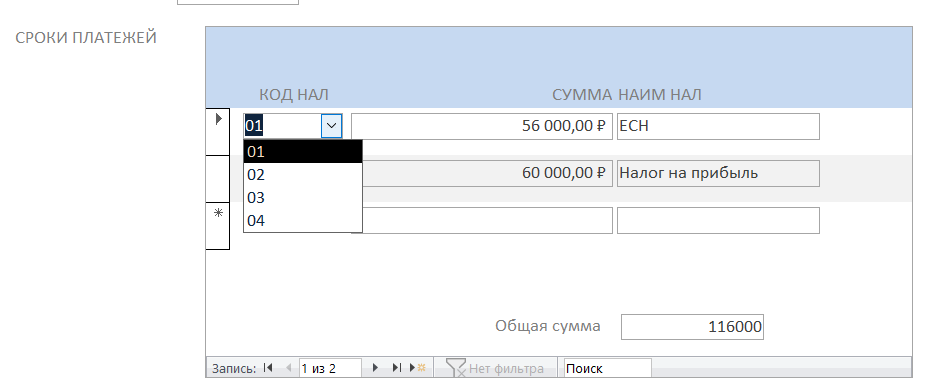 СРОКИ ПЛАТЕЖЕЙ
КОД НАЛ СУММА НАИМ НАЛ
01 56 000,00 ₽ ЕСН
01
02 60 000,00 ₽ Налог на прибыль
03
04
Общая сумма 116000
Запись: 1 из 2 Нет фильтра Поиск